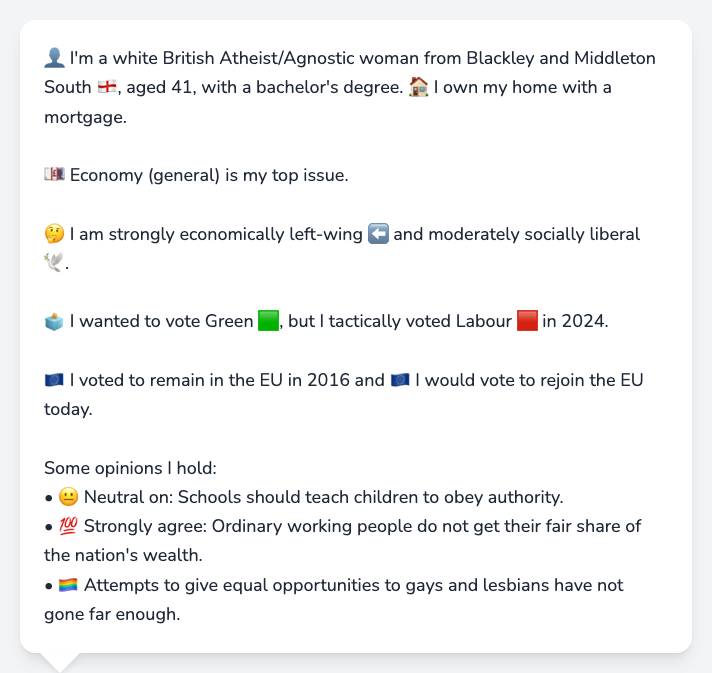 👤 I'm a white British Atheist/Agnostic woman from Blackley and Middleton
South 🏴󠁧󠁢󠁥󠁮󠁧󠁿, aged 41, with a bachelor's degree. 🏠 I own my home with a
mortgage.
💷 Economy (general) is my top issue.
🤔 I am strongly economically left-wing ⬅️ and moderately socially liberal
🕊️.
🗳️ I wanted to vote Green 🟩, but I tactically voted Labour 🟥 in 2024.
🇪🇺 I voted to remain in the EU in 2016 and 🇪🇺 I would vote to rejoin the EU
today.
Some opinions I hold:
• 😐 Neutral on: Schools should teach children to obey authority.
• 💯 Strongly agree: Ordinary working people do not get their fair share of
the nation's wealth.
• 🏳️‍🌈 Attempts to give equal opportunities to gays and lesbians have not
gone far enough.